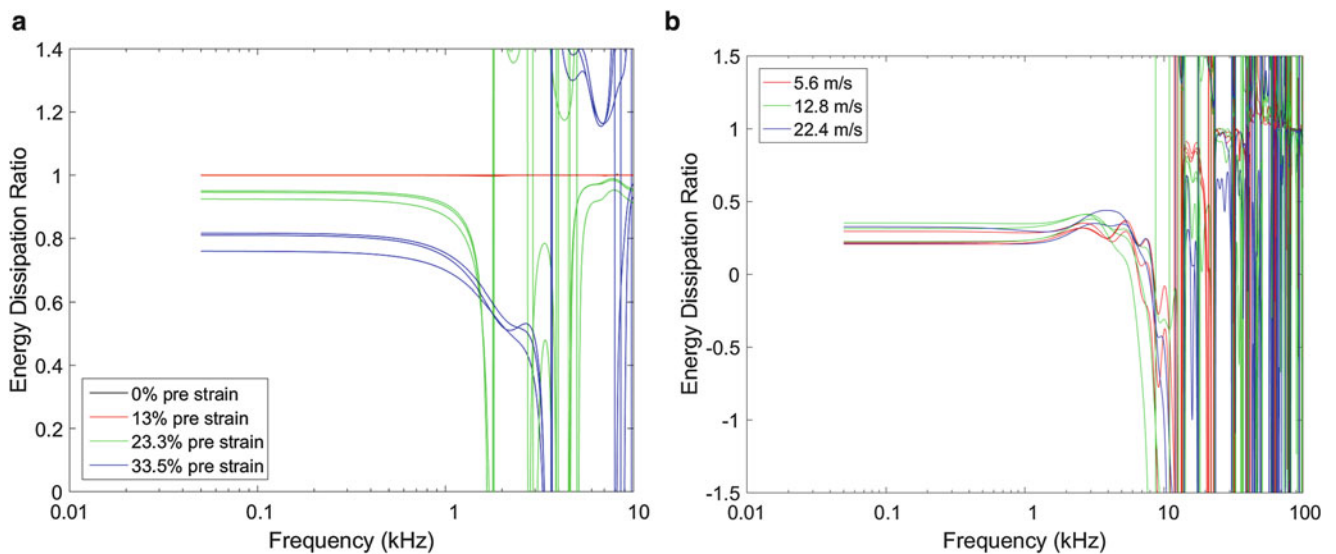 a
1.4
1.2
1
0.8
0.6
0.4
0.2
0
Energy Dissipation Ratio
0% pre strain
13% pre strain
23.3% pre strain
33.5% pre strain
0.01
0.1
1
10
Frequency (kHz)
b
1.5
1
0.5
0
-0.5
-1
-1.5
Energy Dissipation Ratio
5.6 m/s
12.8 m/s
22.4 m/s
0.01
0.1
1
10
100
Frequency (kHz)